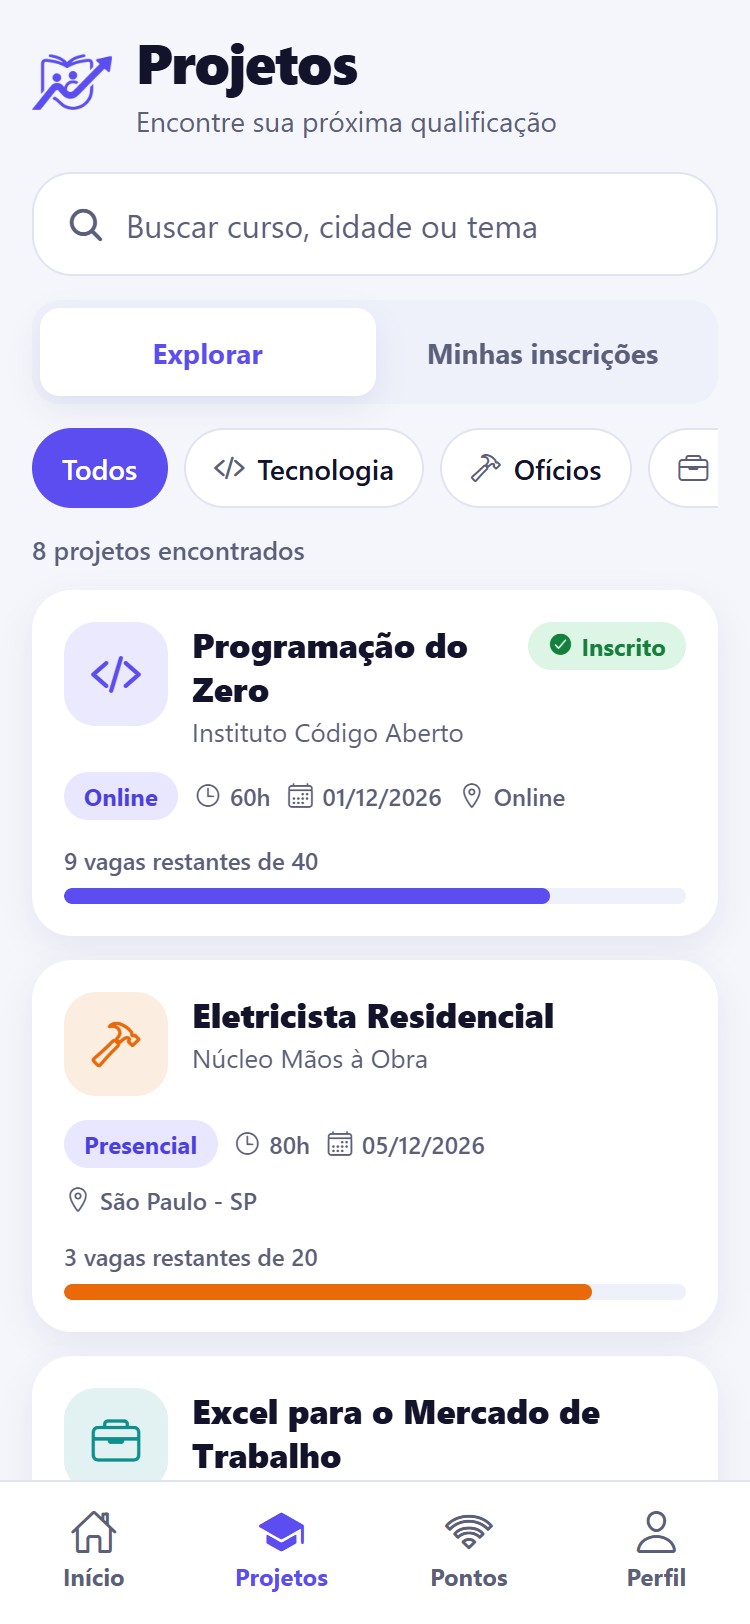 Projetos
Encontre sua próxima qualificação
Buscar curso, cidade ou tema
Explorar
Minhas inscrições
Todos
Tecnologia
Ofícios
8 projetos encontrados
Programação do
Zero
Inscrito
Instituto Código Aberto
Online
60h
01/12/2026
Online
9 vagas restantes de 40
Eletricista Residencial
Núcleo Mãos à Obra
Presencial
80h
05/12/2026
São Paulo - SP
3 vagas restantes de 20
Excel para o Mercado de
Trabalho
Início
Projetos
Pontos
Perfil